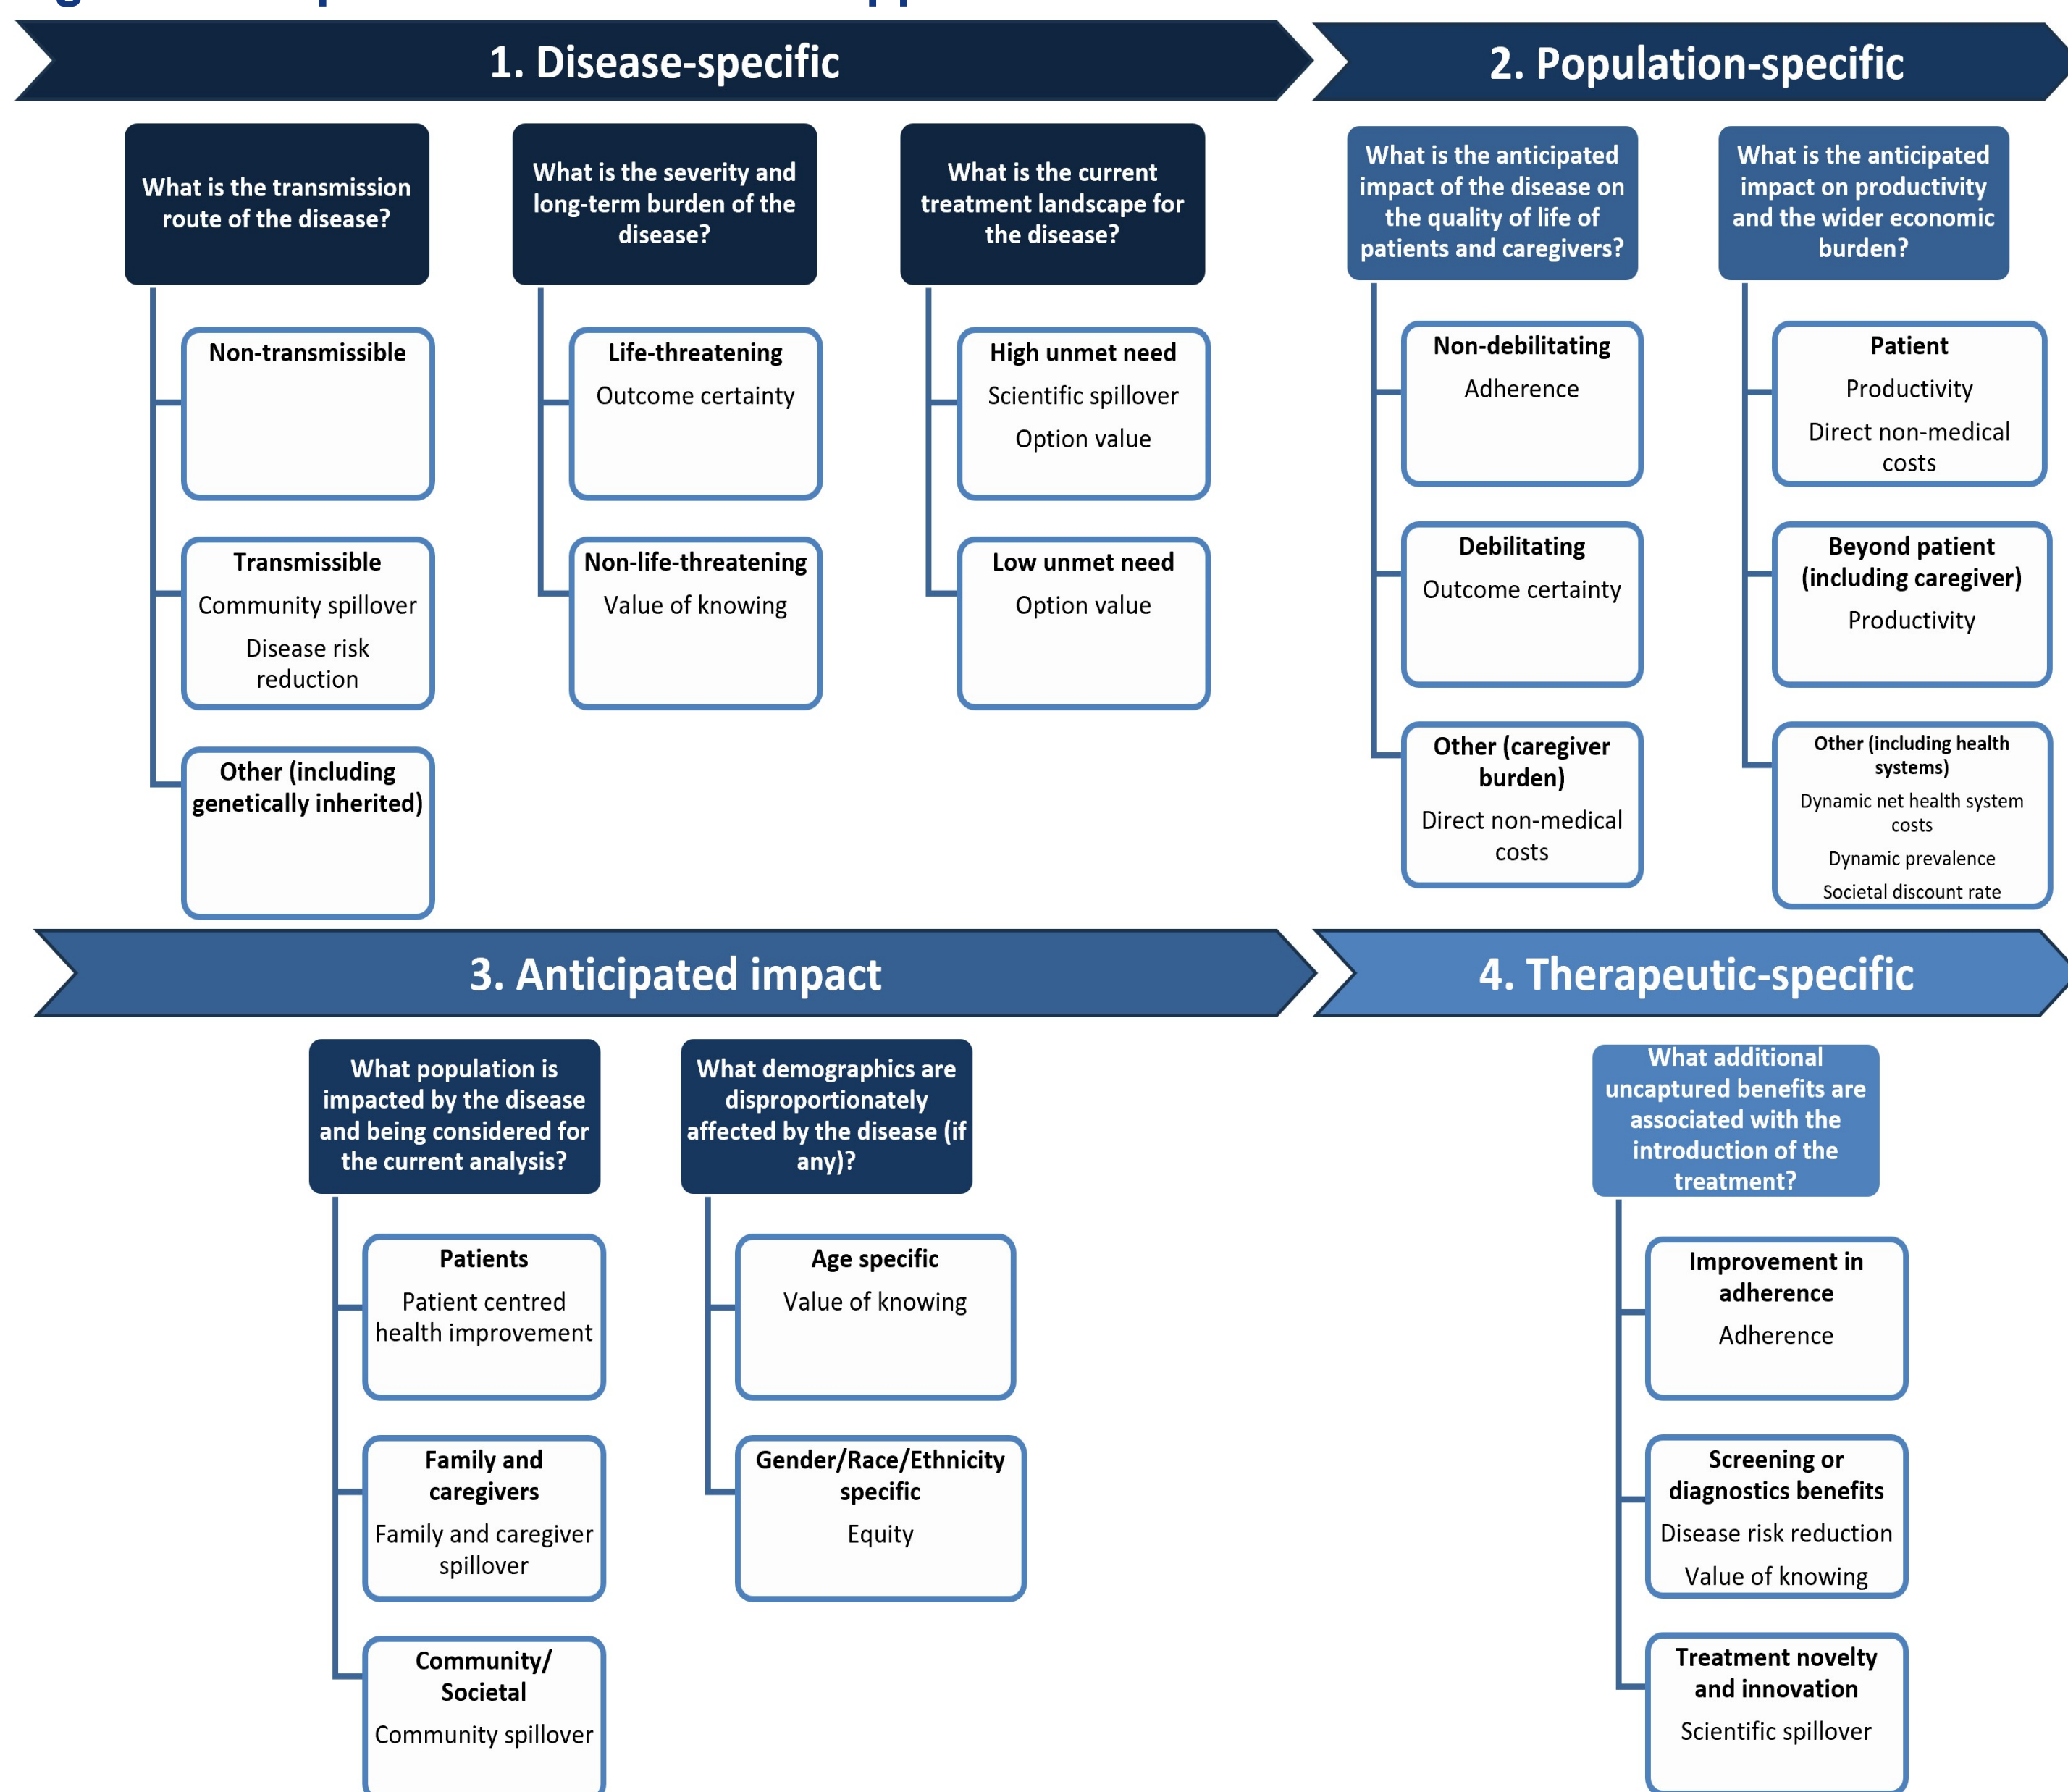 1. Disease-specific
What is the transmission
route of the disease?
Non-transmissible
Transmissible
Community spillover
Disease risk
reduction
Other (including
genetically inherited)
What is the severity and
long-term burden of the
disease?
Life-threatening
Outcome certainty
Non-life-threatening
Value of knowing
What is the current
treatment landscape for
the disease?
High unmet need
Scientific spillover
Option value
Low unmet need
Option value
2. Population-specific
What is the anticipated
impact of the disease on
the quality of life of
patients and caregivers?
Non-debilitating
Adherence
Debilitating
Outcome certainty
Other (caregiver
burden)
Direct non-medical
costs
What is the anticipated
impact on productivity
and the wider economic
burden?
Patient
Productivity
Direct non-medical
costs
Beyond patient
(including caregiver)
Productivity
Other (including health
systems)
Dynamic net health system
costs
Dynamic prevalence
Societal discount rate
3. Anticipated impact
What population is
impacted by the disease
and being considered for
the current analysis?
Patients
Patient centred
health improvement
Family and
caregivers
Family and caregiver
spillover
Community/
Societal
Community spillover
What demographics are
disproportionately
affected by the disease (if
any)?
Age specific
Value of knowing
Gender/Race/Ethnicity
specific
Equity
4. Therapeutic-specific
What additional
uncaptured benefits are
associated with the
introduction of the
treatment?
Improvement in
adherence
Adherence
Screening or
diagnostics benefits
Disease risk reduction
Value of knowing
Treatment novelty
and innovation
Scientific spillover